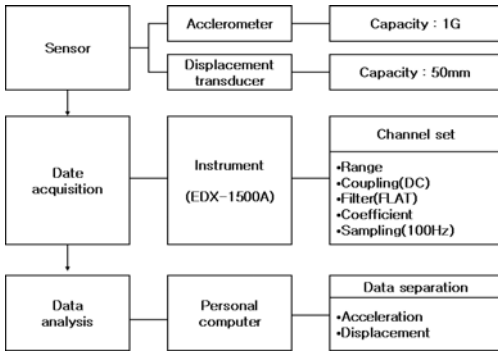 Sensor
Acclerometer
Capacity : 1G
Displacement
transducer
Capacity : 50mm
Date
acquisition
Instrument
(EDX-1500A)
Channel set
•Range
•Coupling(DC)
•Filter(FLAT)
•Coefficient
•Sampling(100Hz)
Data
analysis
Personal
computer
Data separation
•Acceleration
•Displacement